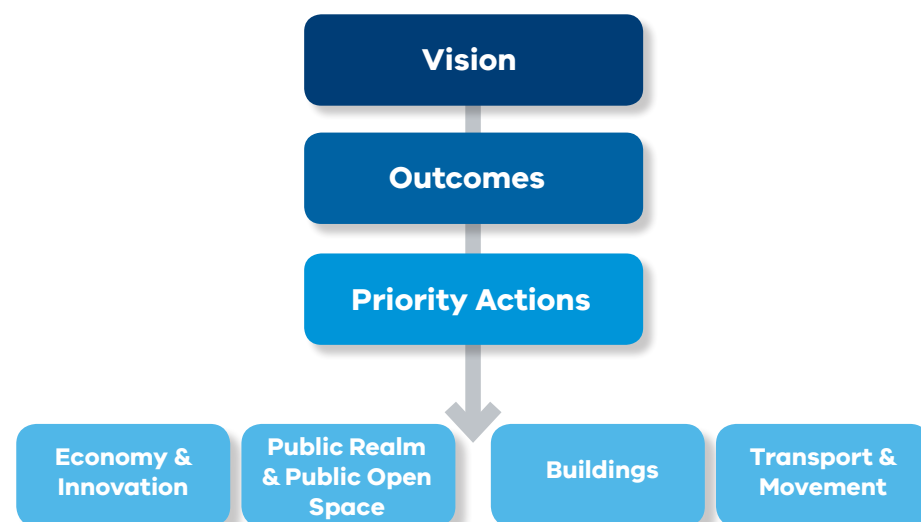 Vision
Outcomes
Priority Actions
Economy &
Innovation
Public Realm
& Public Open
Space
Buildings
Transport &
Movement